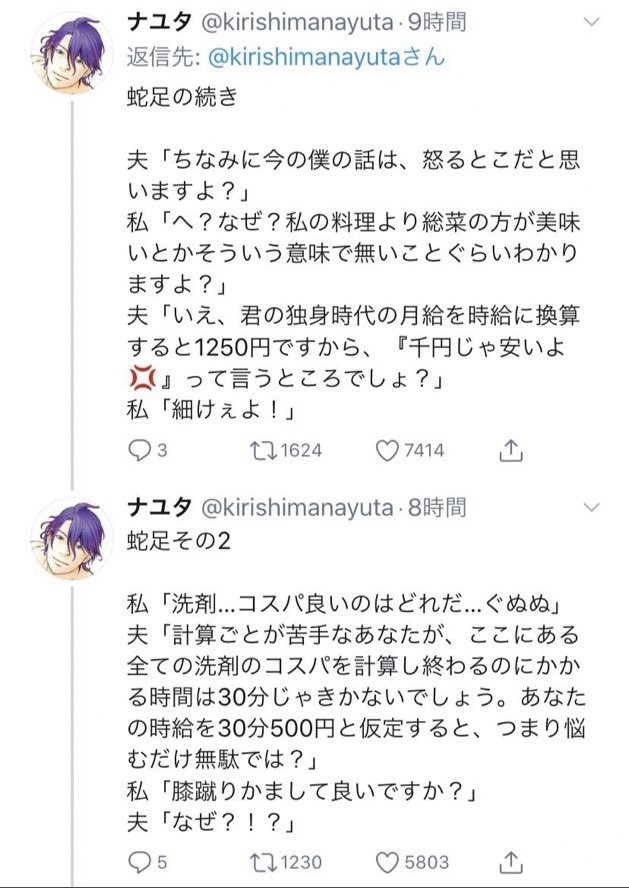 ナユタ @kirishimanayuta・9時間
返信先: @kirishimanayutaさん
蛇足の続き
夫「ちなみに今の僕の話は、怒るとこだと思
いますよ？」
私「へ？なぜ？私の料理より総菜の方が美味
いとかそういう意味で無いことぐらいわかり
ますよ？」
夫「いえ、君の独身時代の月給を時給に換算
すると1250円ですから、『千円じゃ安いよ
💢』って言うところでしょ？」
私「細けぇよ！」
3 1624 7414
ナユタ @kirishimanayuta・8時間
蛇足その2
私「洗剤…コスパ良いのはどれだ…ぐぬぬ」
夫「計算ごとが苦手なあなたが、ここにある
全ての洗剤のコスパを計算し終わるのにかか
る時間は30分じゃきかないでしょう。あなた
の時給を30分500円と仮定すると、つまり悩
むだけ無駄では？」
私「膝蹴りかまして良いですか？」
夫「なぜ？！？」
5 1230 5803